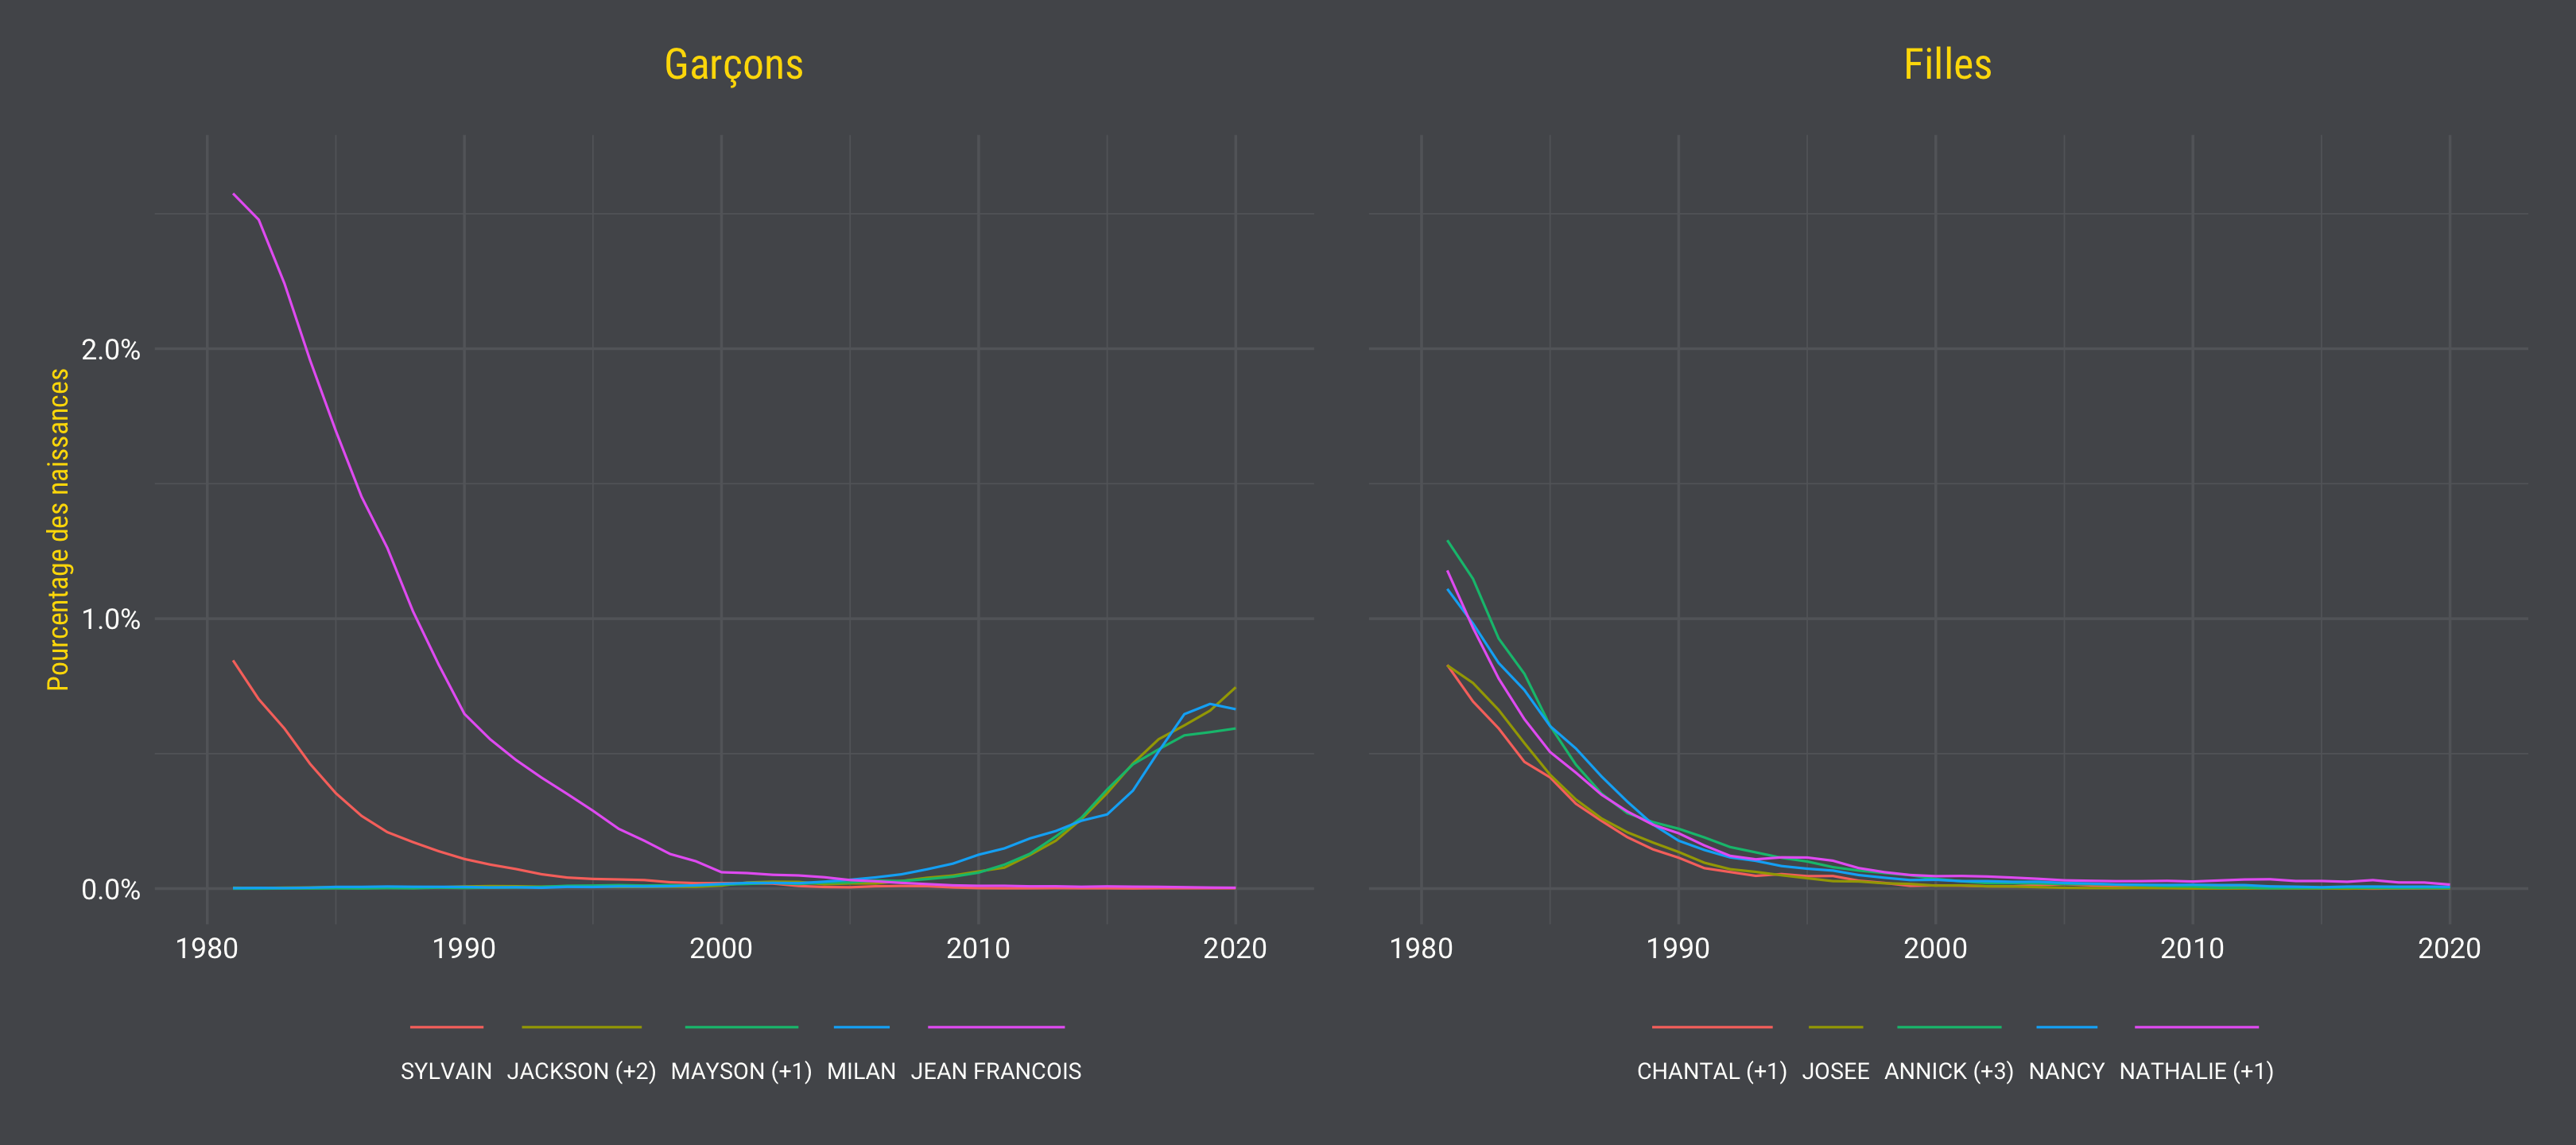 Garçons
Filles
Pourcentage des naissances
2.0%
1.0%
0.0%
1980 1990 2000 2010 2020
1980 1990 2000 2010 2020
SYLVAIN JACKSON (+2) MAYSON (+1) MILAN JEAN FRANCOIS
CHANTAL (+1) JOSEE ANNICK (+3) NANCY NATHALIE (+1)